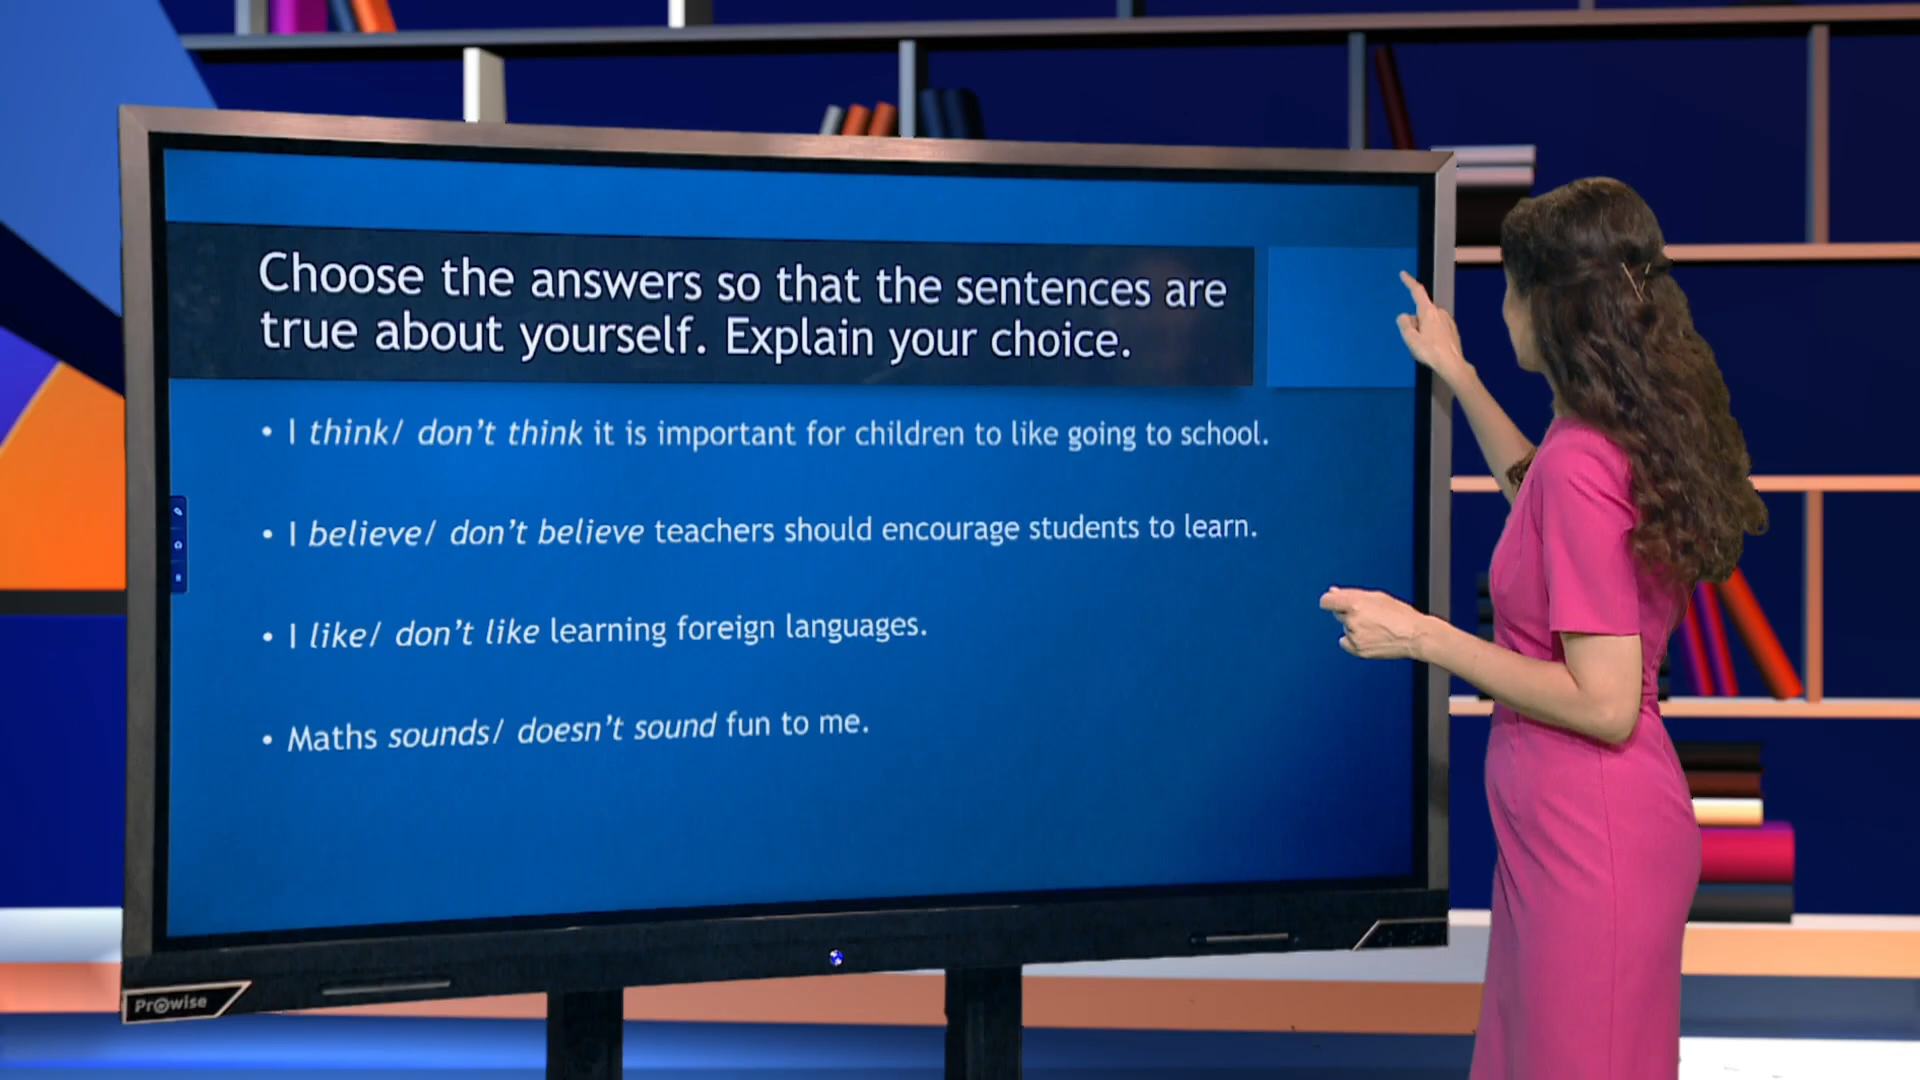 Choose the answers so that the sentences are
true about yourself. Explain your choice.
• I think/ don't think it is important for children to like going to school.
• I believe/ don't believe teachers should encourage students to learn.
• I like/ don't like learning foreign languages.
• Maths sounds/ doesn't sound fun to me.
Prowise